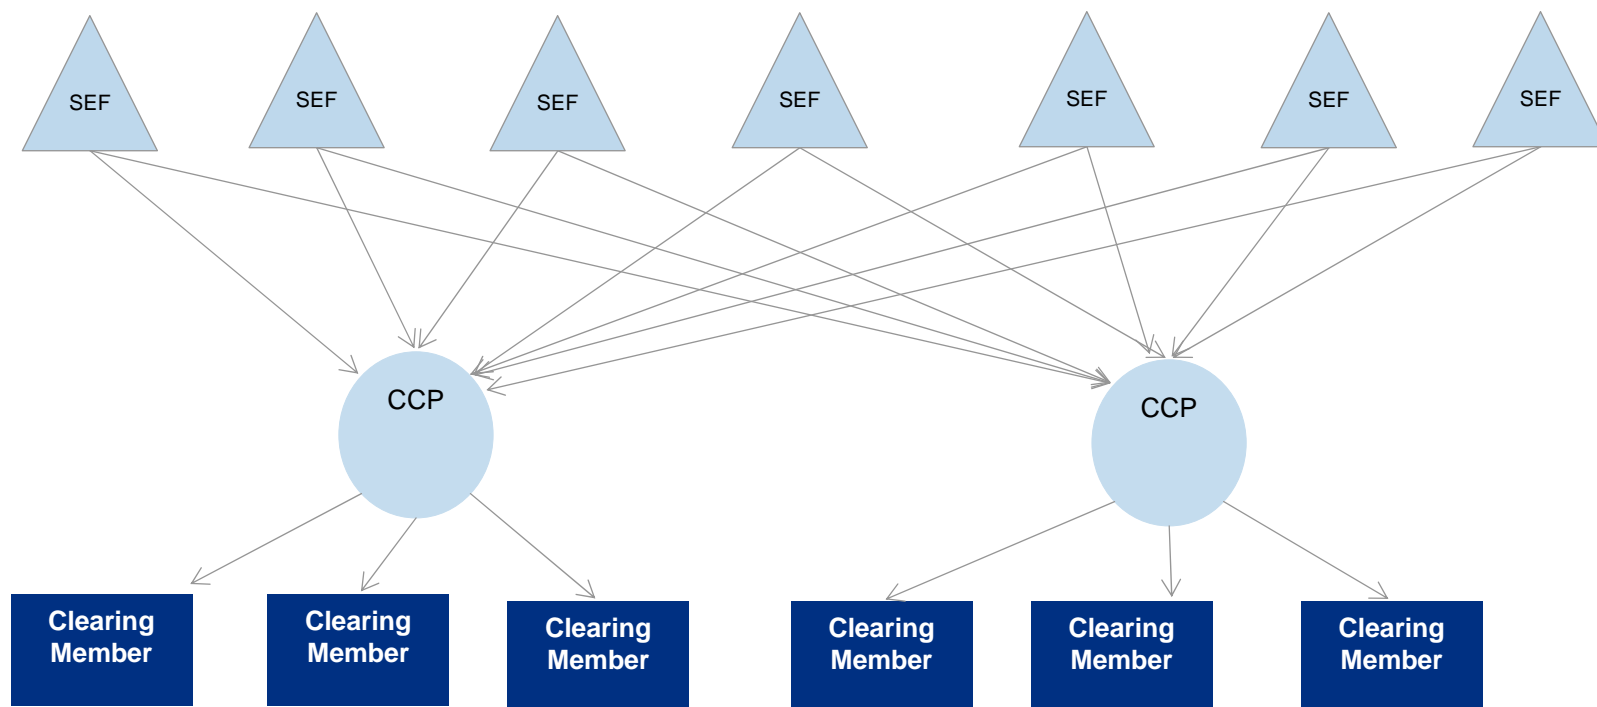 SEF
SEF
SEF
SEF
SEF
SEF
SEF
CCP
CCP
Clearing
Member
Clearing
Member
Clearing
Member
Clearing
Member
Clearing
Member
Clearing
Member